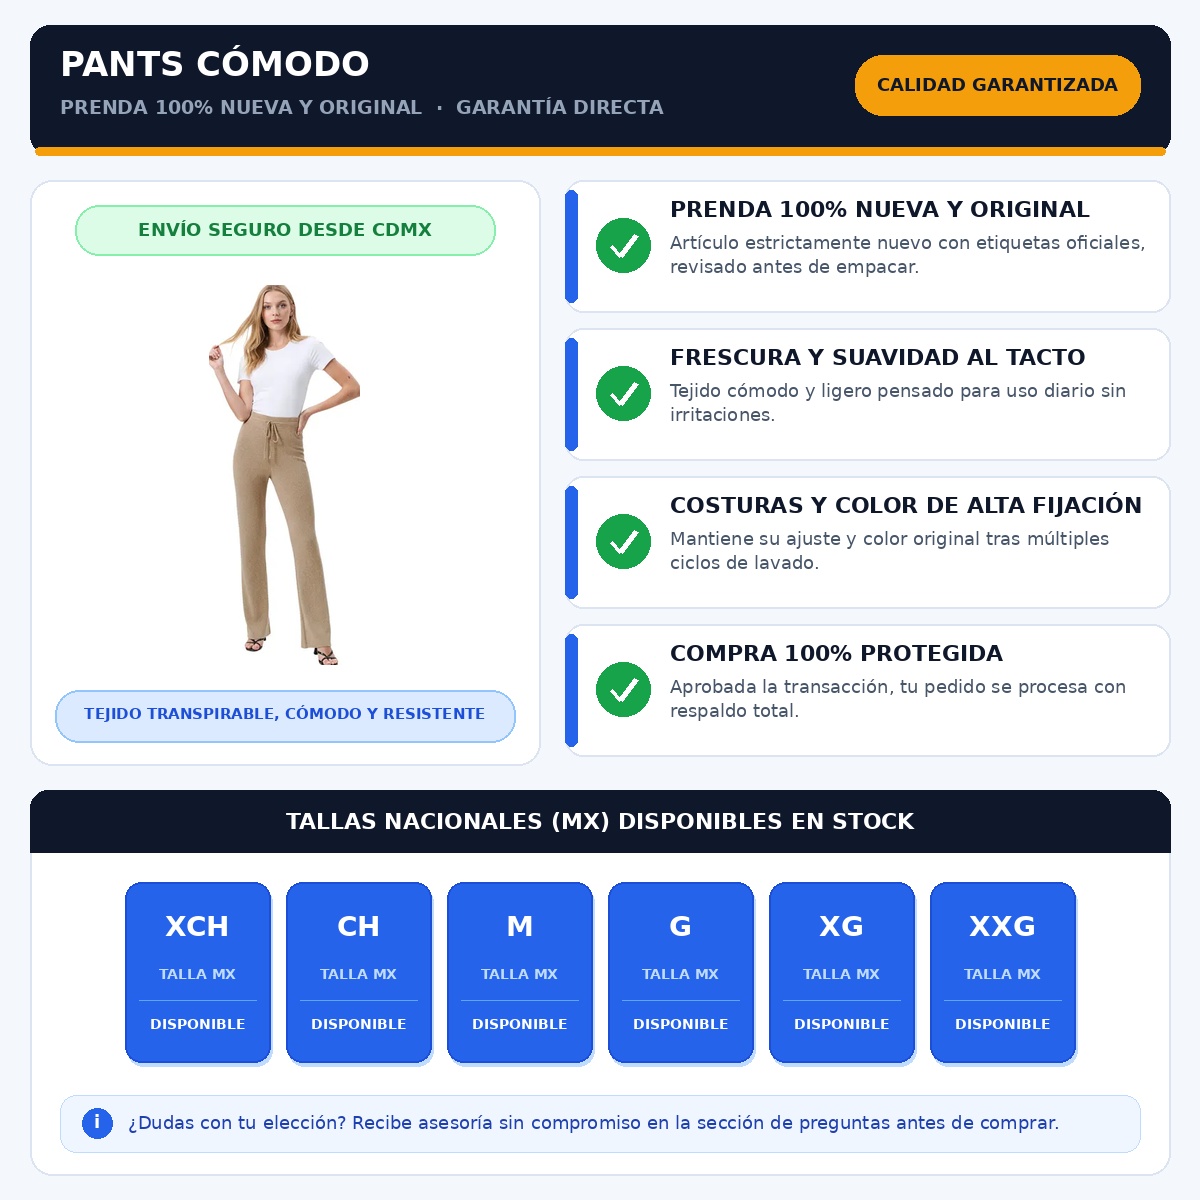 PANTS CÓMODO
PRENDA 100% NUEVA Y ORIGINAL · GARANTÍA DIRECTA
CALIDAD GARANTIZADA
ENVÍO SEGURO DESDE CDMX
TEJIDO TRANSPIRABLE, CÓMODO Y RESISTENTE
PRENDA 100% NUEVA Y ORIGINAL
Artículo estrictamente nuevo con etiquetas oficiales,
revisado antes de empacar.
FRESCURA Y SUAVIDAD AL TACTO
Tejido cómodo y ligero pensado para uso diario sin
irritaciones.
COSTURAS Y COLOR DE ALTA FIJACIÓN
Mantiene su ajuste y color original tras múltiples
ciclos de lavado.
COMPRA 100% PROTEGIDA
Aprobada la transacción, tu pedido se procesa con
respaldo total.
TALLAS NACIONALES (MX) DISPONIBLES EN STOCK
XCH
TALLA MX
DISPONIBLE
CH
TALLA MX
DISPONIBLE
M
TALLA MX
DISPONIBLE
G
TALLA MX
DISPONIBLE
XG
TALLA MX
DISPONIBLE
XXG
TALLA MX
DISPONIBLE
i ¿Dudas con tu elección? Recibe asesoría sin compromiso en la sección de preguntas antes de comprar.